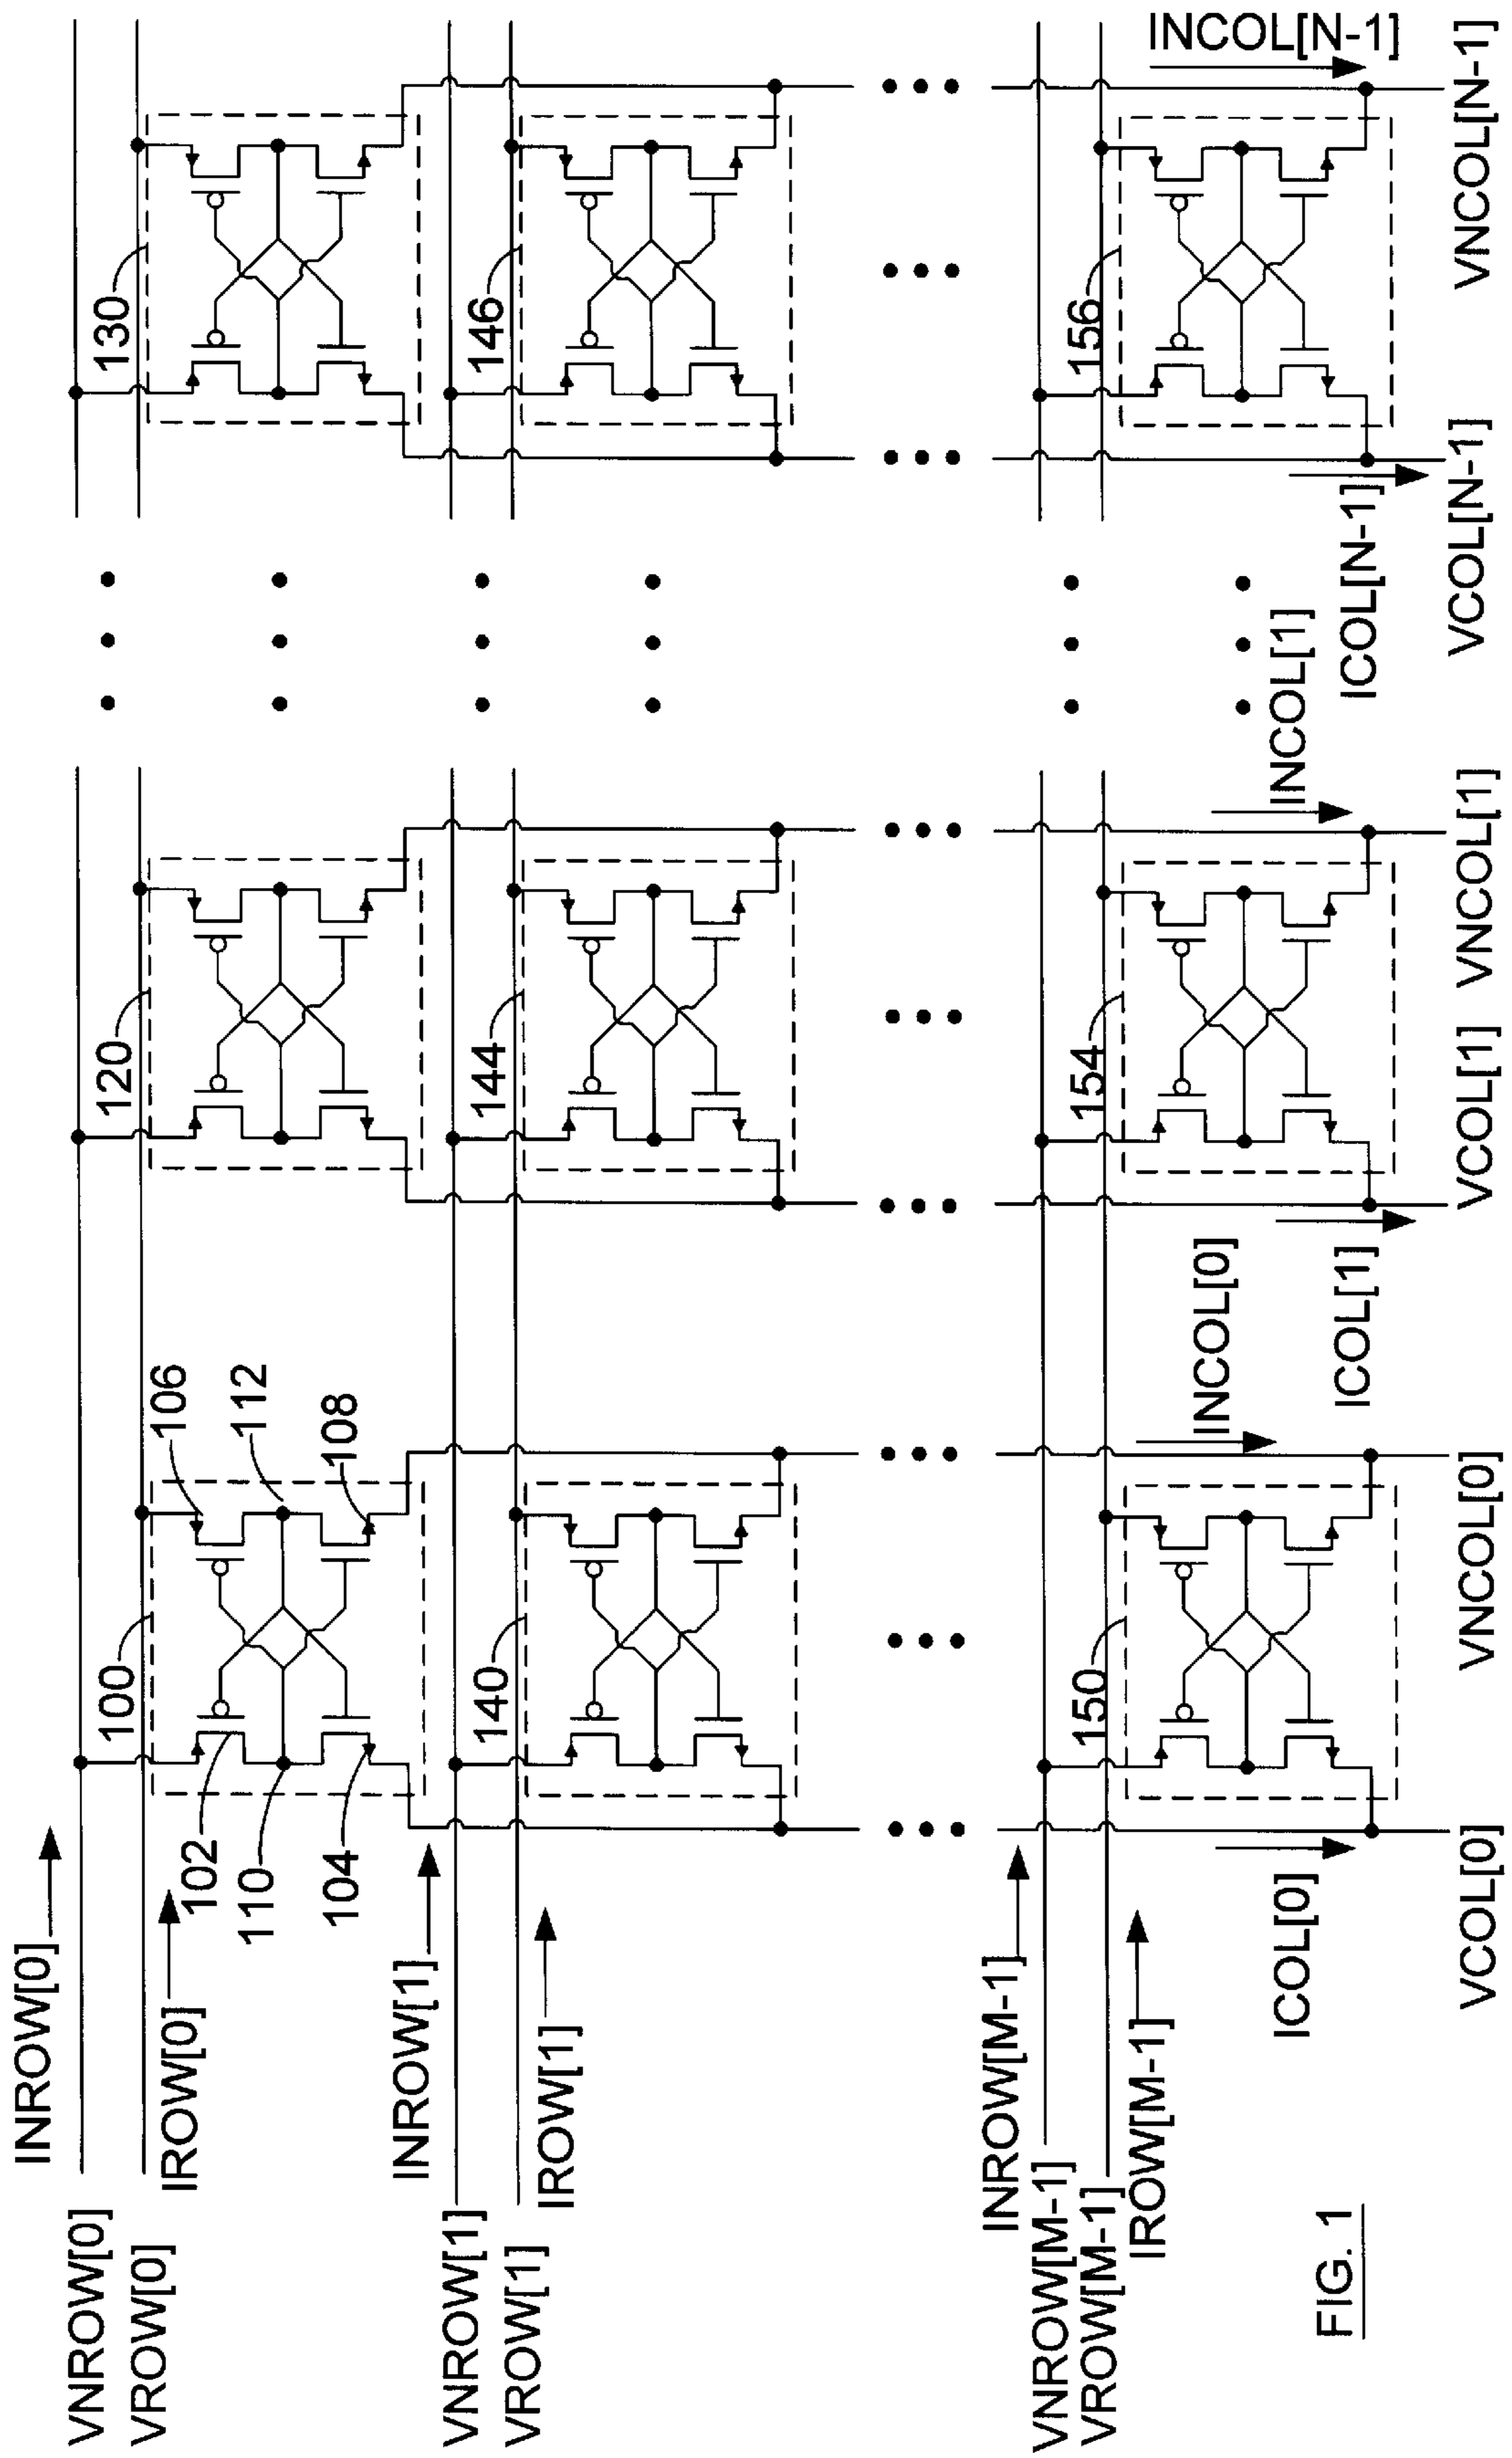 INROW[0]
VNROW[0]
VROW[0]
IROW[0]
100
102
110
104
106
112
108
120
130
INROW[1]
VNROW[1]
VROW[1]
IROW[1]
140
144
146
INROW[M-1]
VNROW[M-1]
VROW[M-1]
IROW[M-1]
150
154
156
ICOL[0]
INCOL[0]
ICOL[1]
INCOL[1]
ICOL[N-1]
INCOL[N-1]
VCOL[0]
VNCOL[0]
VCOL[1]
VNCOL[1]
VCOL[N-1]
VNCOL[N-1]
FIG. 1